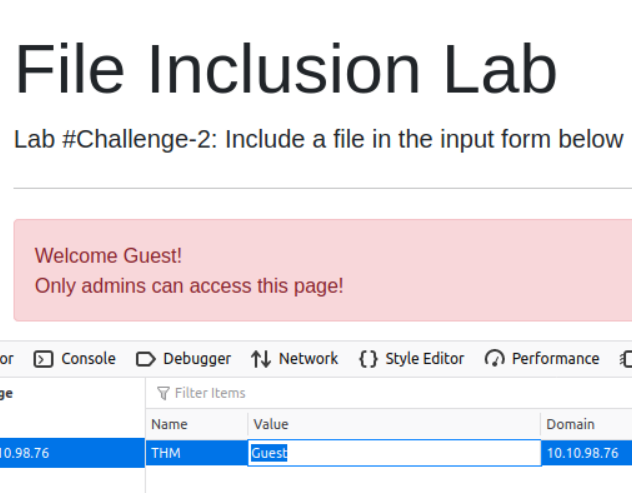 File Inclusion Lab
Lab #Challenge-2: Include a file in the input form below
Welcome Guest!
Only admins can access this page!
or Console Debugger Network Style Editor Performance
ge Filter Items
Name Value Domain
10.98.76 THM Guest 10.10.98.76